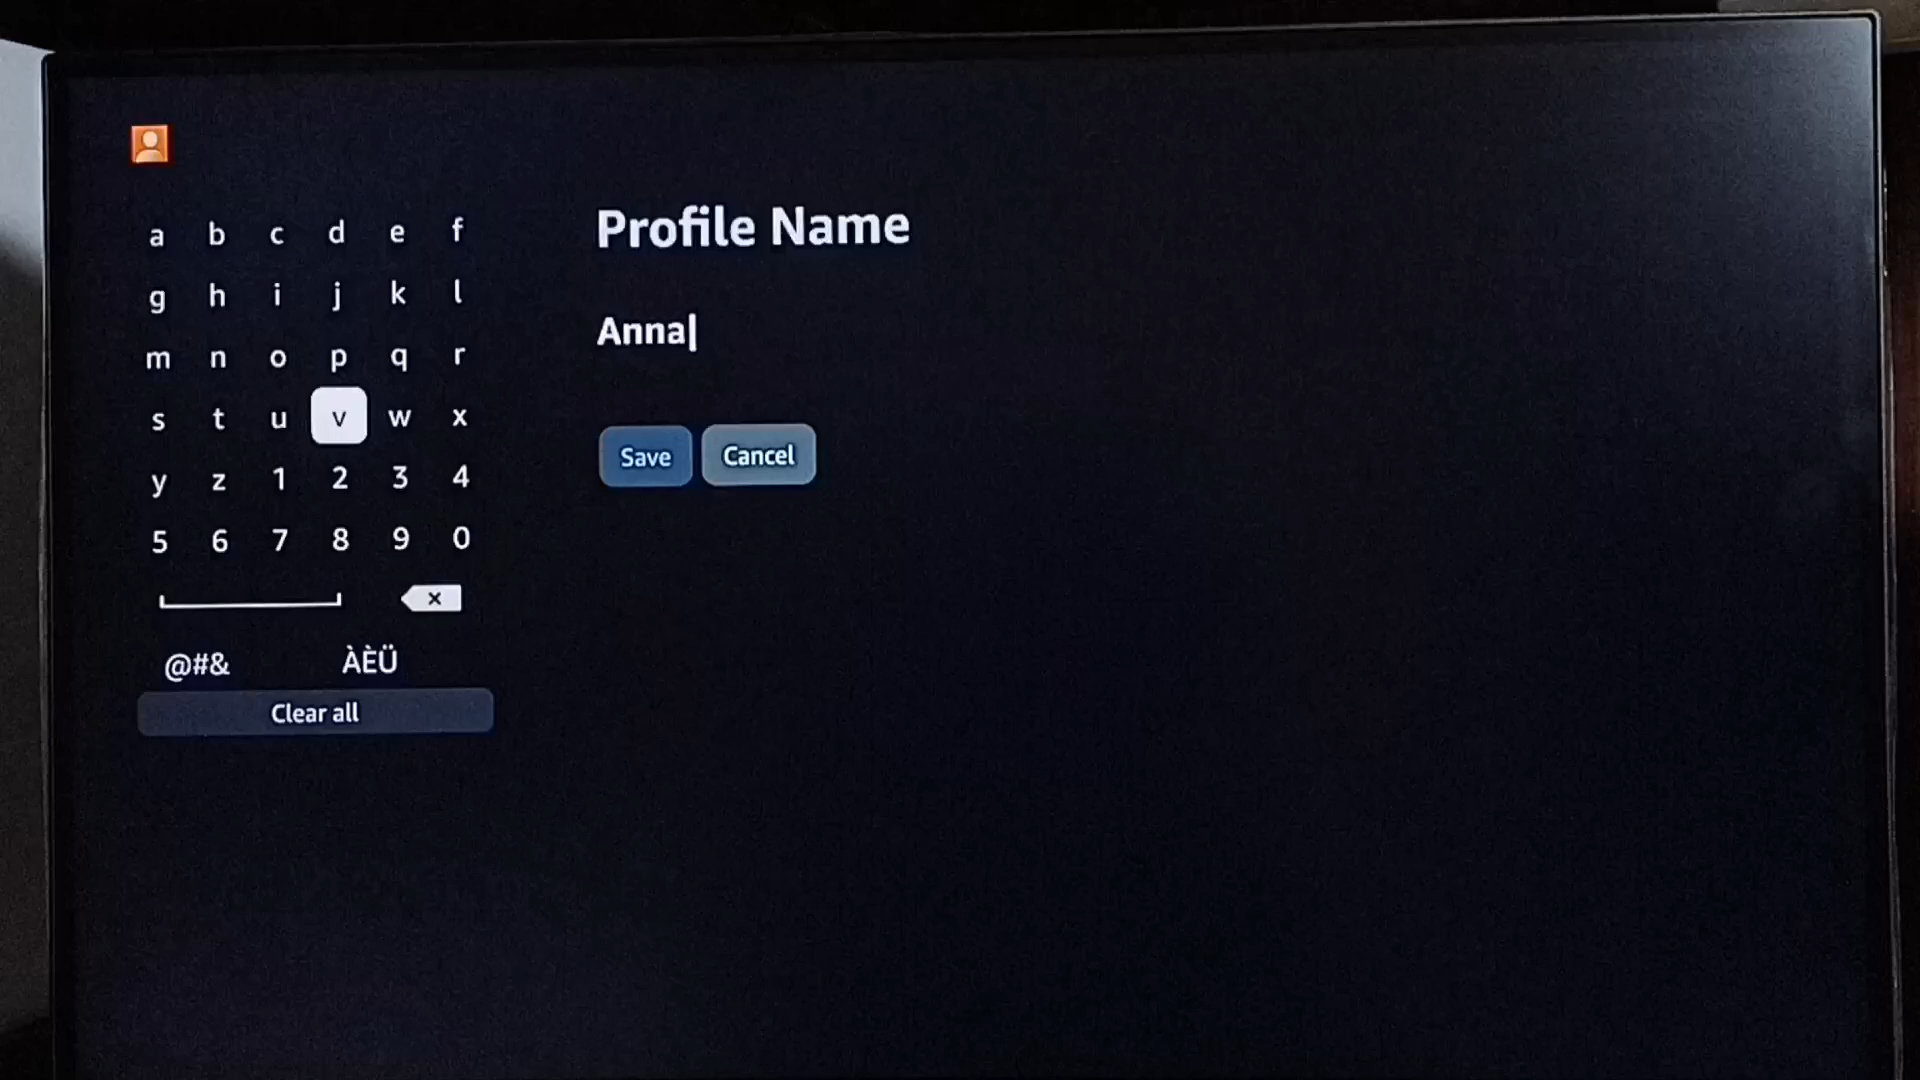 a b c d e f
g h i j k l
m n o p q r
s t u v w x
y z 1 2 3 4
5 6 7 8 9 0
@#& ÀÈÜ
Clear all
Profile Name
Anna
Save Cancel